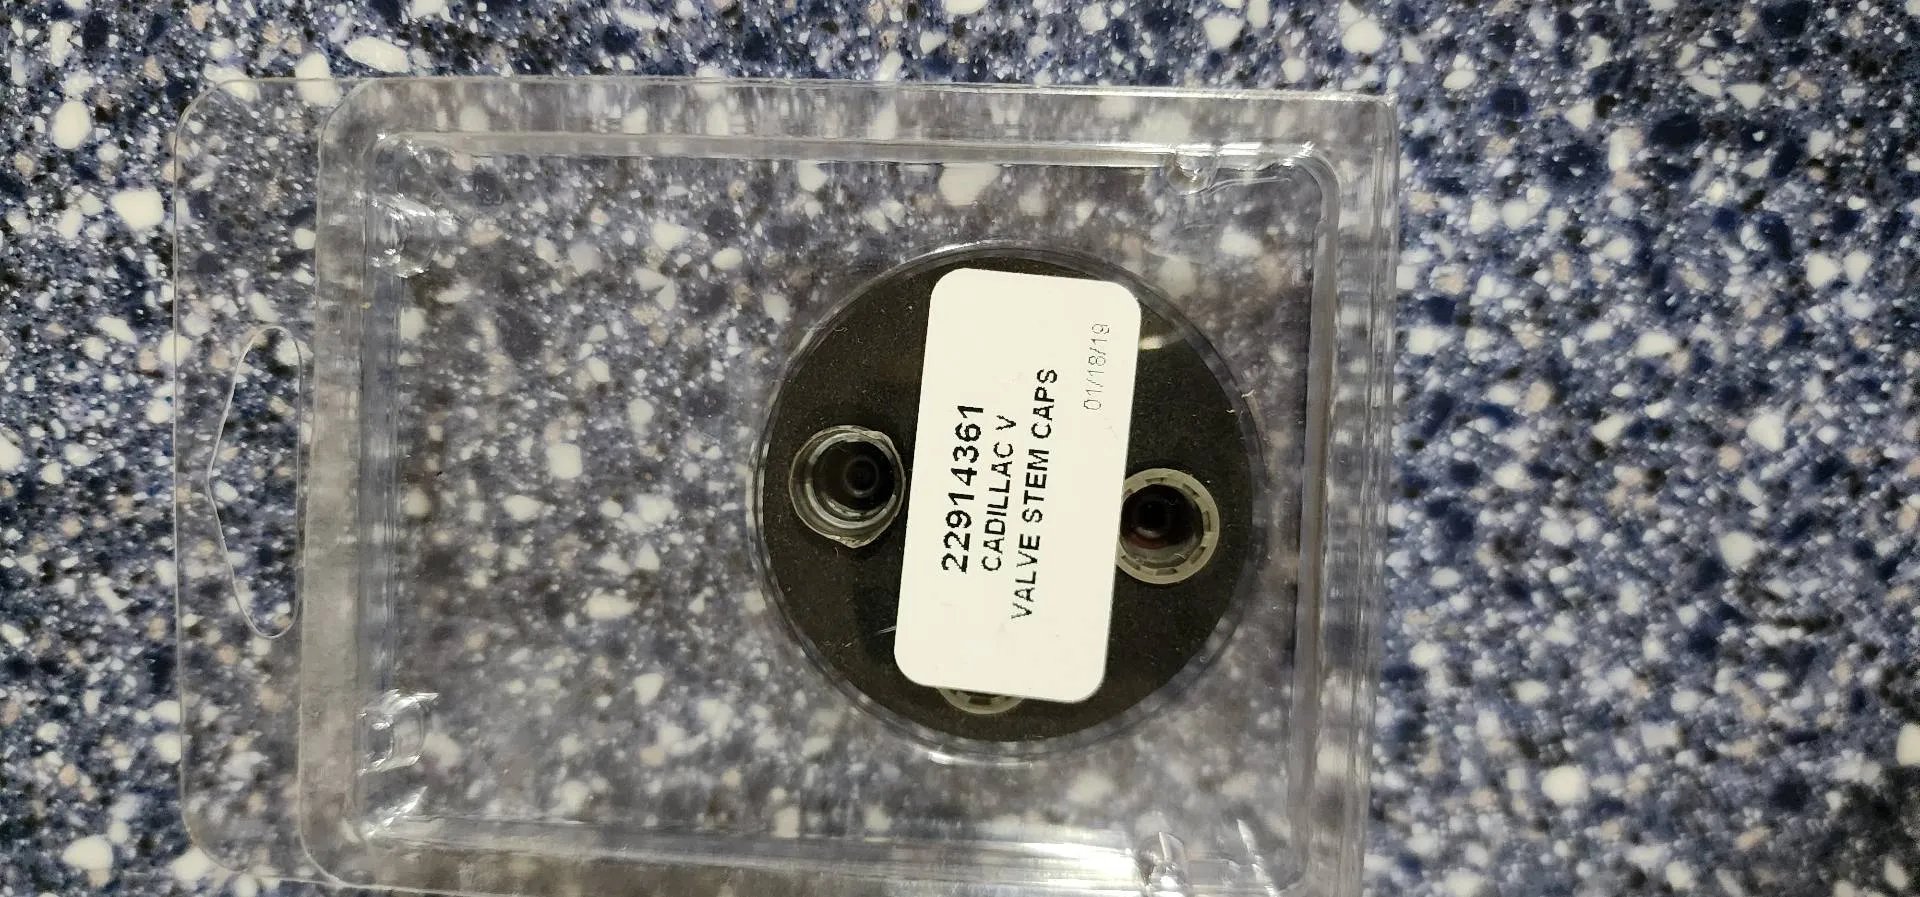 22914361
CADILLAC V
VALVE STEM CAPS
01/18/19